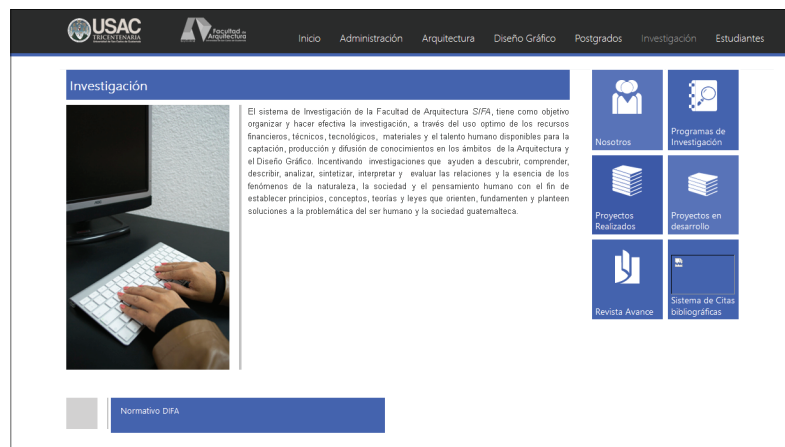 USAC
TRICENTENARIA
Universidad de San Carlos de Guatemala
Facultad de
Arquitectura
Inicio Administración Arquitectura Diseño Gráfico Postgrados Investigación Estudiantes
Investigación
El sistema de Investigación de la Facultad de Arquitectura SIFA, tiene como objetivo
organizar y hacer efectiva la investigación, a través del uso optimo de los recursos
financieros, técnicos, tecnológicos, materiales y el talento humano disponibles para la
captación, producción y difusión de conocimientos en los ámbitos de la Arquitectura y
el Diseño Gráfico. Incentivando investigaciones que ayuden a descubrir, comprender,
describir, analizar, sintetizar, interpretar y evaluar las relaciones y la esencia de los
fenómenos de la naturaleza, la sociedad y el pensamiento humano con el fin de
establecer principios, conceptos, teorías y leyes que orienten, fundamenten y planteen
soluciones a la problemática del ser humano y la sociedad guatemalteca.
Nosotros
Programas de
Investigación
Proyectos
Realizados
Proyectos en
desarrollo
Revista Avance
Sistema de Citas
bibliográficas
Normativo DIFA